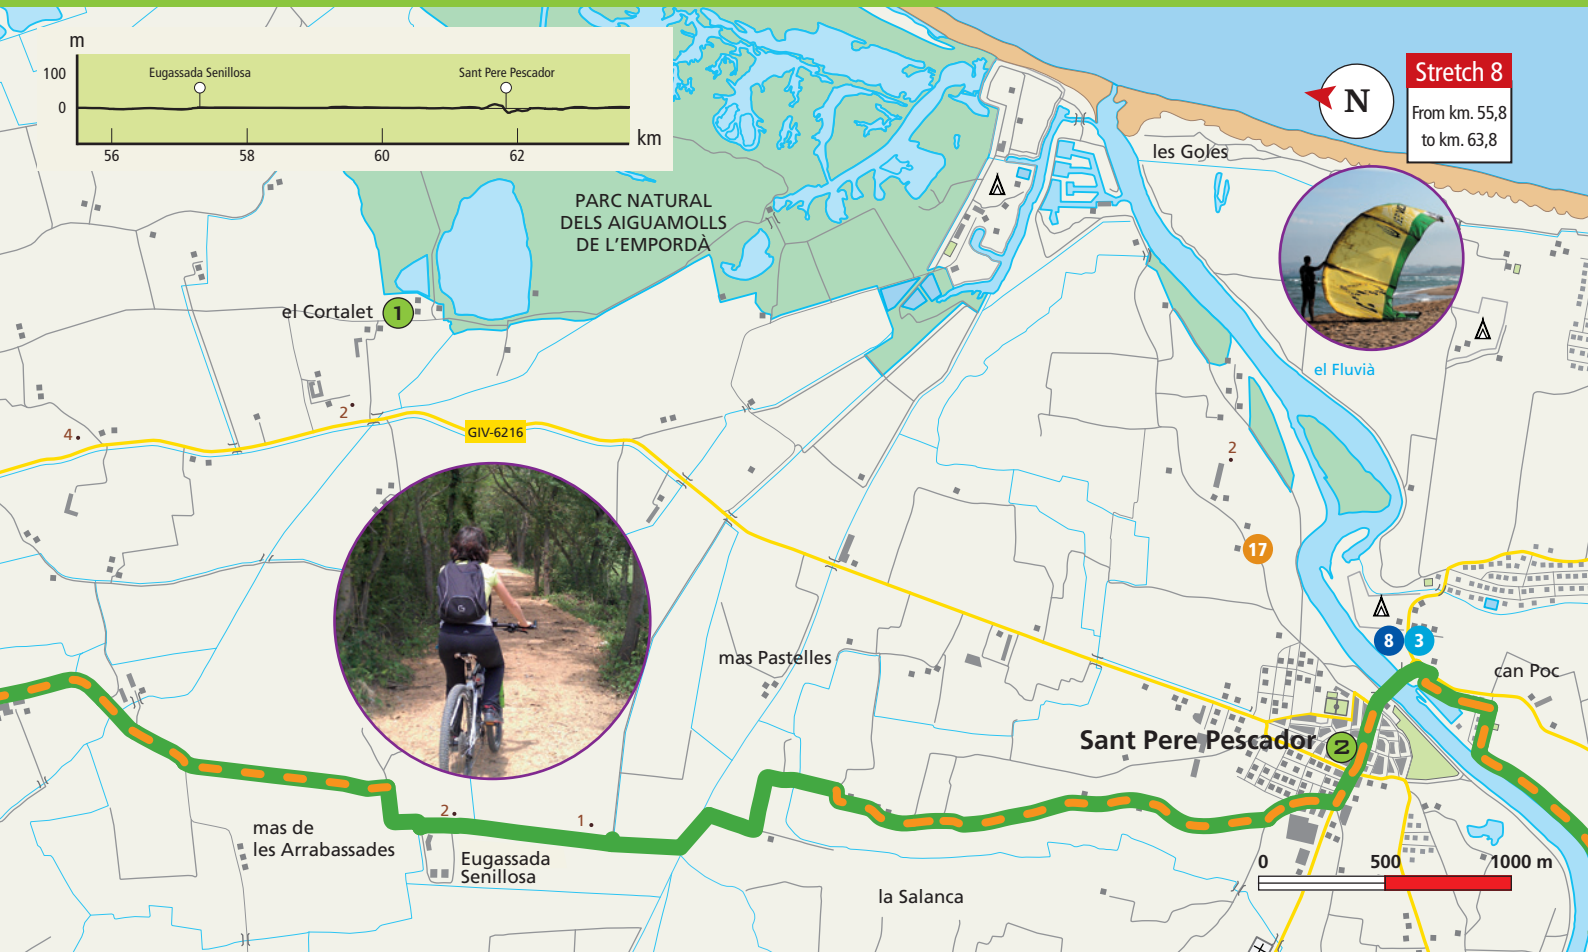 m
100
0
Eugassada Senillosa
Sant Pere Pescador
56
58
60
62
km
N
Stretch 8
From km. 55,8
to km. 63,8
les Goles
PARC NATURAL
DELS AIGUAMOLLS
DE L’EMPORDÀ
el Cortalet
1
el Fluvià
2
4
GIV-6216
2
17
8
3
mas Pastelles
can Poc
Sant Pere Pescador
2
2
1
mas de
les Arrabassades
Eugassada
Senillosa
0
500
1000 m
la Salanca